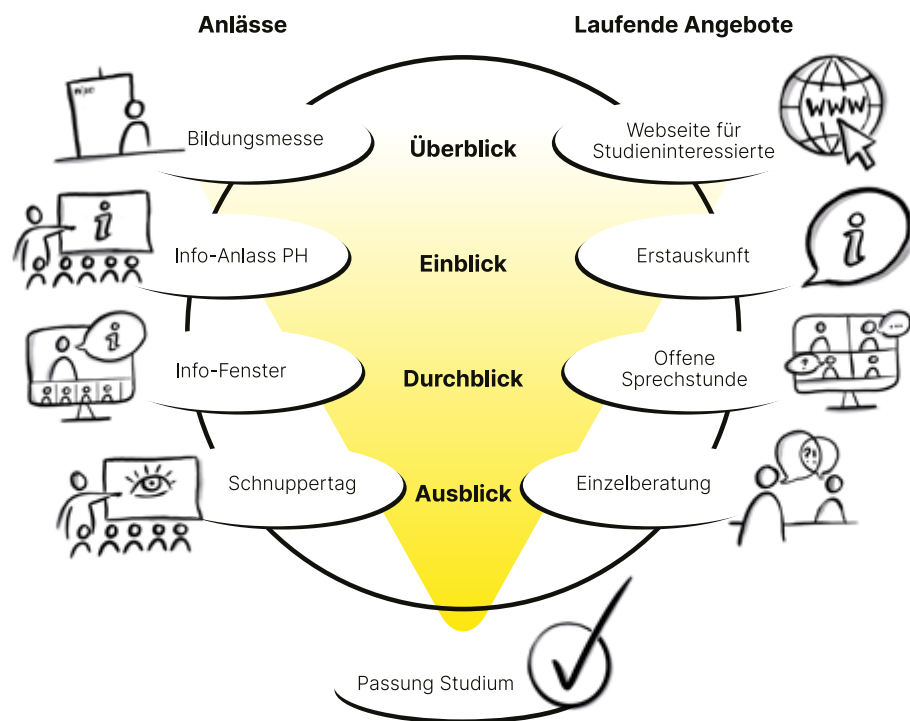 Anlässe
Laufende Angebote
Bildungsmesse
Überblick
Webseite für
Studieninteressierte
www
Info-Anlass PH
Einblick
Erstauskunft
Info-Fenster
Durchblick
Offene
Sprechstunde
Schnuppertag
Ausblick
Einzelberatung
Passung Studium
i
i
i
...
?
?!